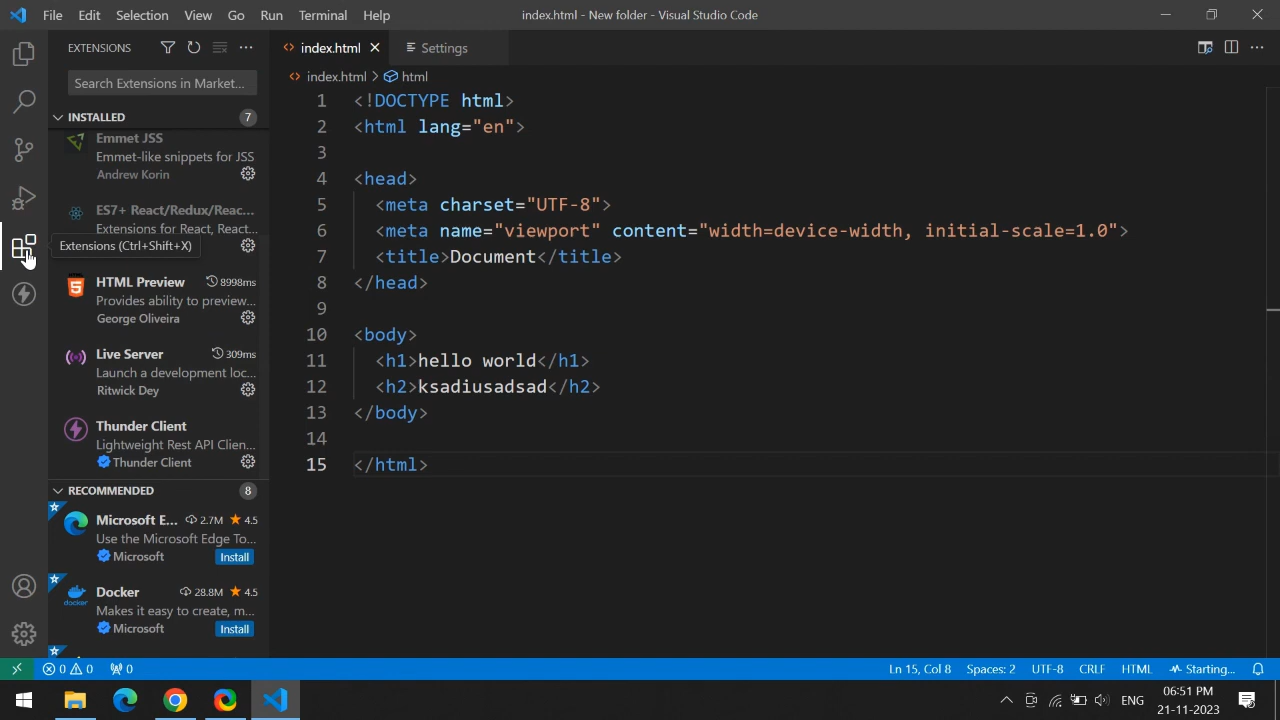 File Edit Selection View Go Run Terminal Help
index.html - New folder - Visual Studio Code
EXTENSIONS
Search Extensions in Market...
INSTALLED 7
Emmet JSS
Emmet-like snippets for JSS
Andrew Korin
ES7+ React/Redux/Reac...
Extensions for React, React...
Extensions (Ctrl+Shift+X)
HTML Preview 8998ms
Provides ability to preview...
George Oliveira
Live Server 309ms
Launch a development loc...
Ritwick Dey
Thunder Client
Lightweight Rest API Clien...
Thunder Client
RECOMMENDED 8
Microsoft E... 2.7M 4.5
Use the Microsoft Edge To...
Microsoft Install
Docker 28.8M 4.5
Makes it easy to create, m...
Microsoft Install
index.html Settings
index.html > html
1 <!DOCTYPE html>
2 <html lang="en">
3
4 <head>
5 <meta charset="UTF-8">
6 <meta name="viewport" content="width=device-width, initial-scale=1.0">
7 <title>Document</title>
8 </head>
9
10 <body>
11 <h1>hello world</h1>
12 <h2>ksadiusadsad</h2>
13 </body>
14
15 </html>
0 0 0
Ln 15, Col 8 Spaces: 2 UTF-8 CRLF HTML Starting...
ENG
06:51 PM
21-11-2023